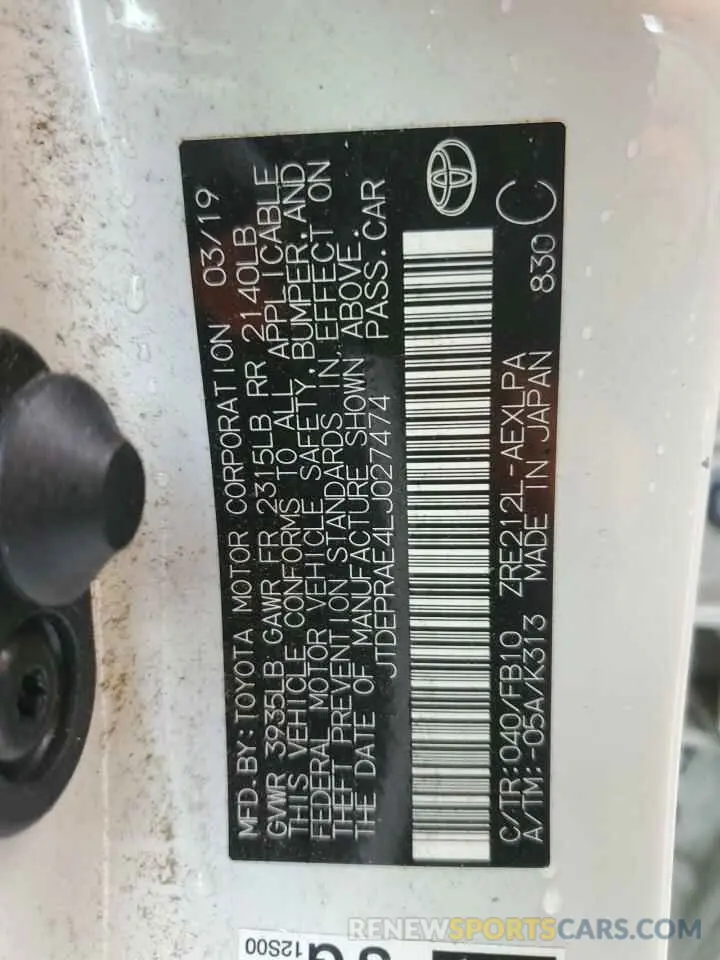 MFD.BY:TOYOTA MOTOR CORPORATION 03/19
GVWR 3935LB GAWR FR 2315LB RR 2140LB
THIS VEHICLE CONFORMS TO ALL APPLICABLE
FEDERAL MOTOR VEHICLE SAFETY,BUMPER,AND
THEFT PREVENTION STANDARDS IN EFFECT ON
THE DATE OF MANUFACTURE SHOWN ABOVE.
JTDEPRAE4LJ027474 PASS.CAR
C/TR:040/FB10 ZRE212L-AEXLPA 830 C
A/TM:-05A/K313 MADE IN JAPAN
12S00
RENEWSPORTSCARS.COM